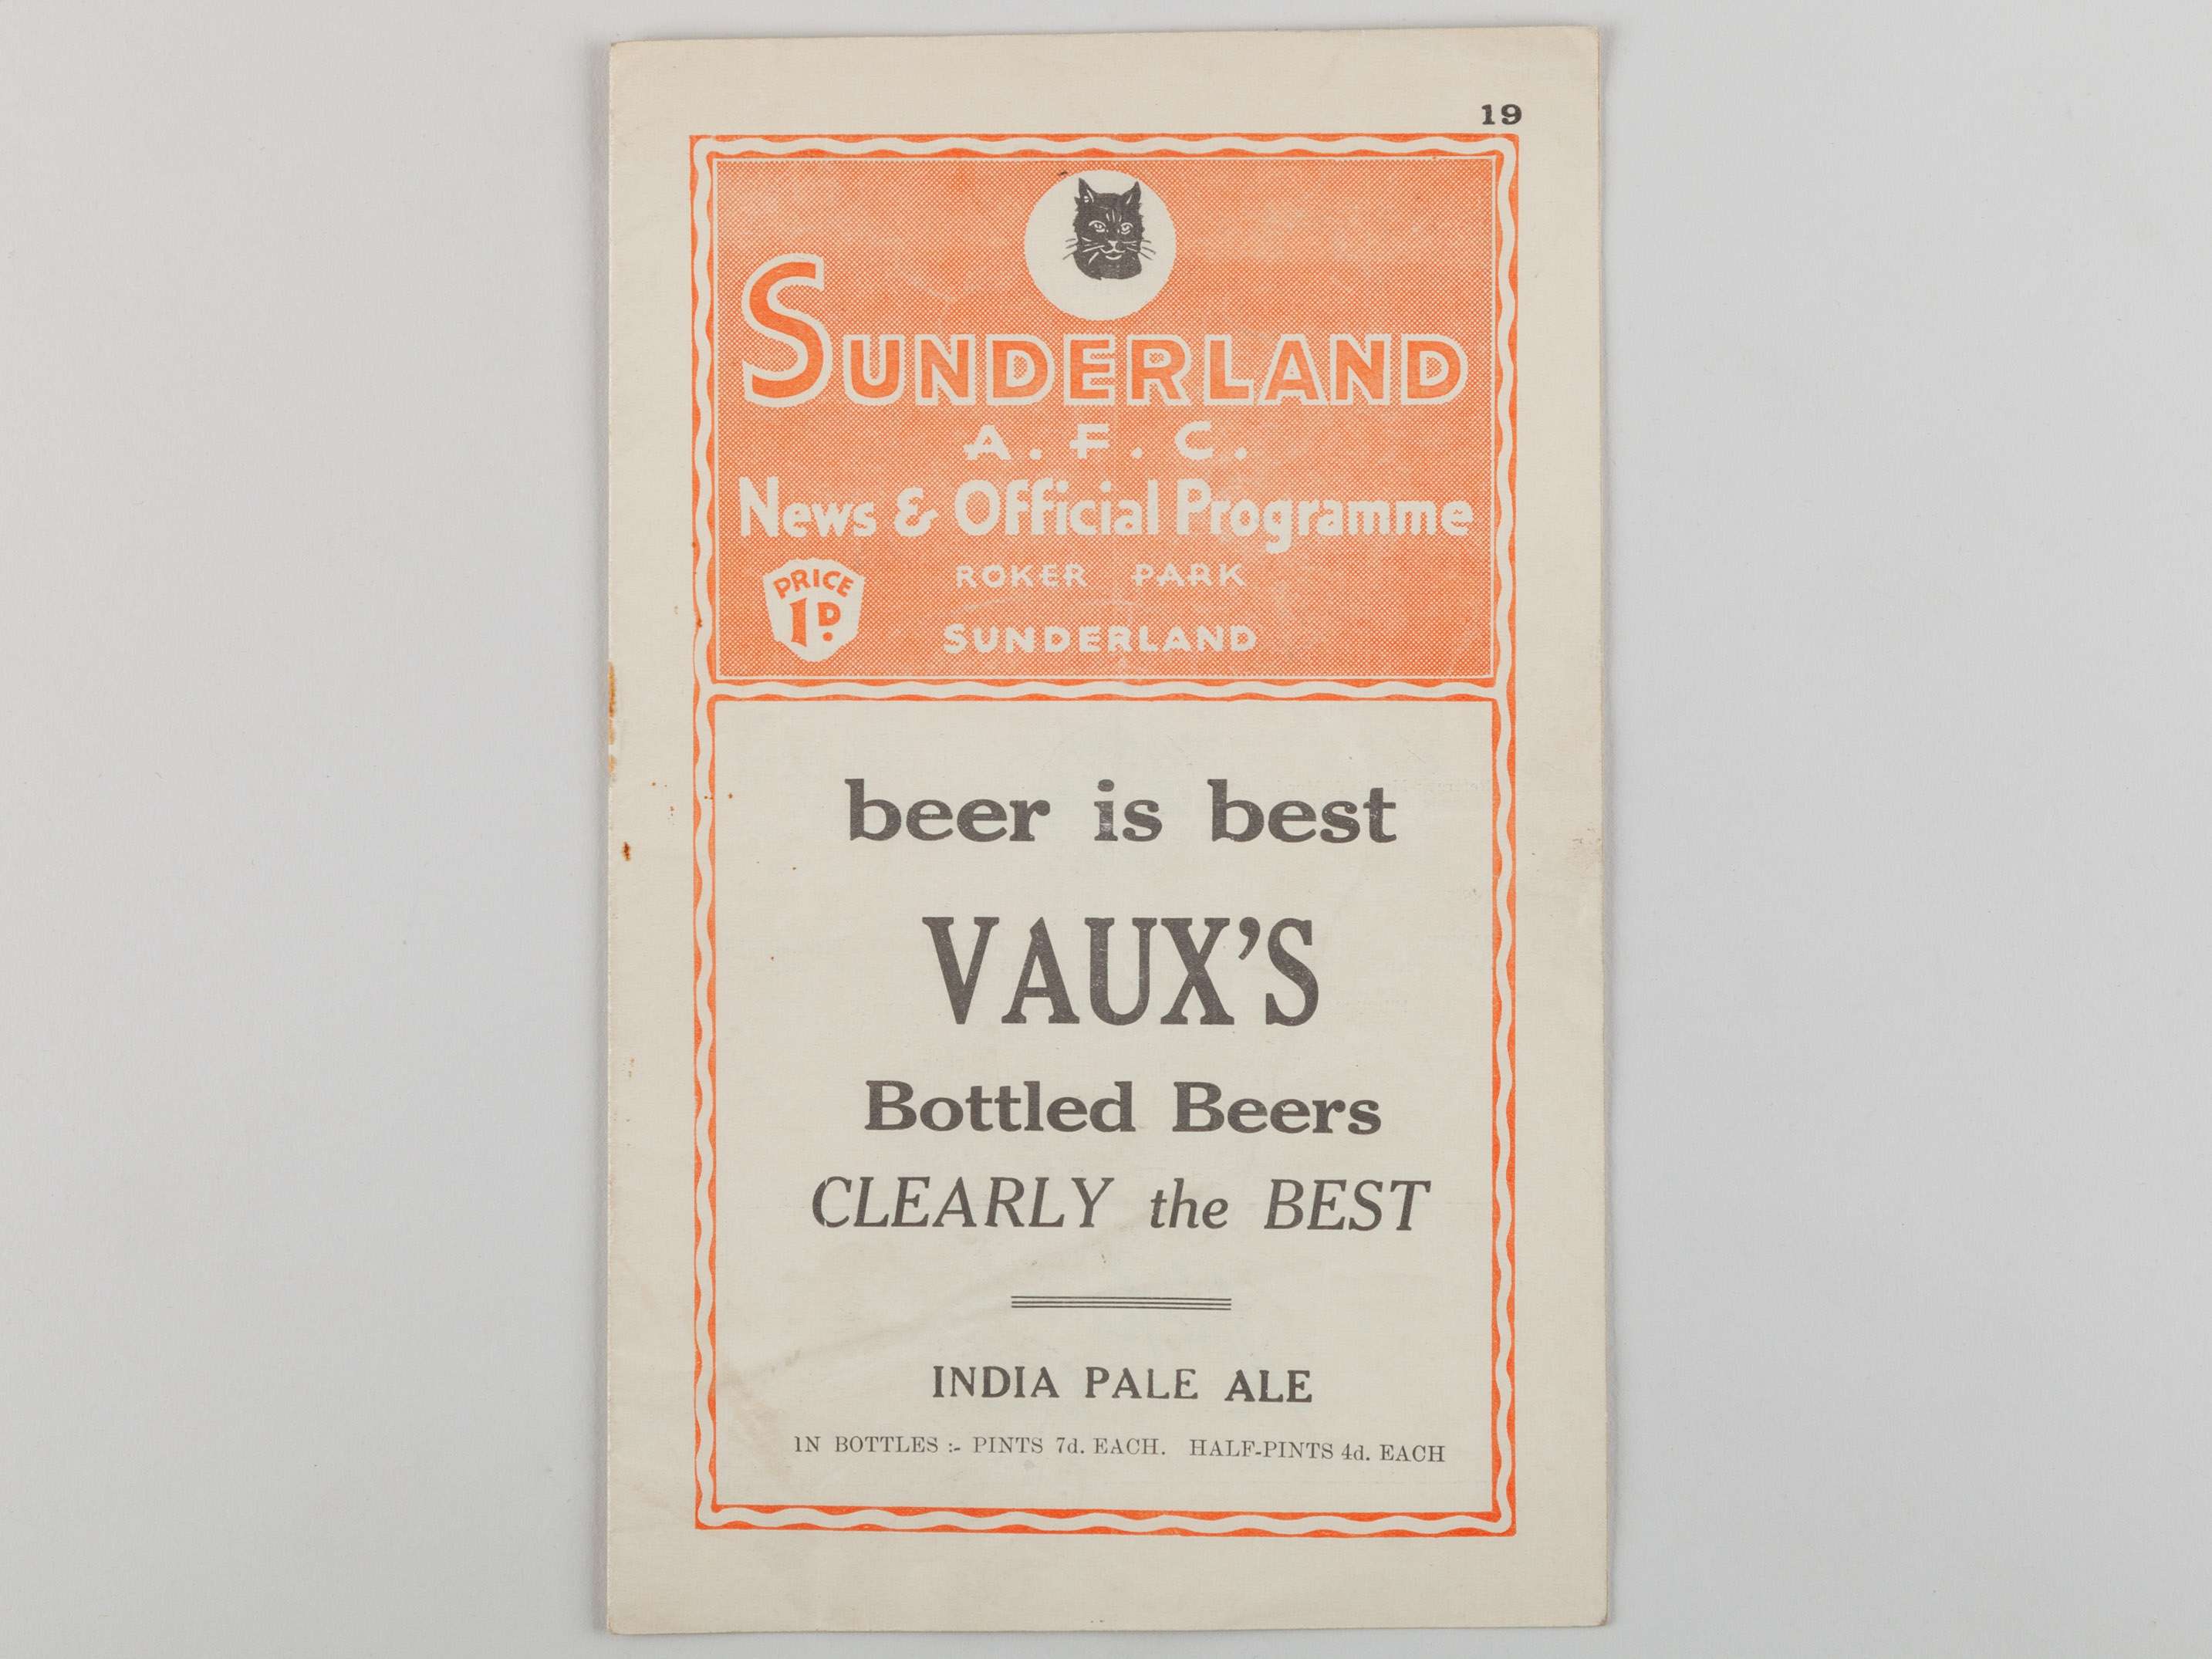 19
SUNDERLAND
A. F. C.
News & Official Programme
PRICE
1D.
ROKER PARK
SUNDERLAND
beer is best
VAUX'S
Bottled Beers
CLEARLY the BEST
INDIA PALE ALE
IN BOTTLES :- PINTS 7d. EACH. HALF-PINTS 4d. EACH